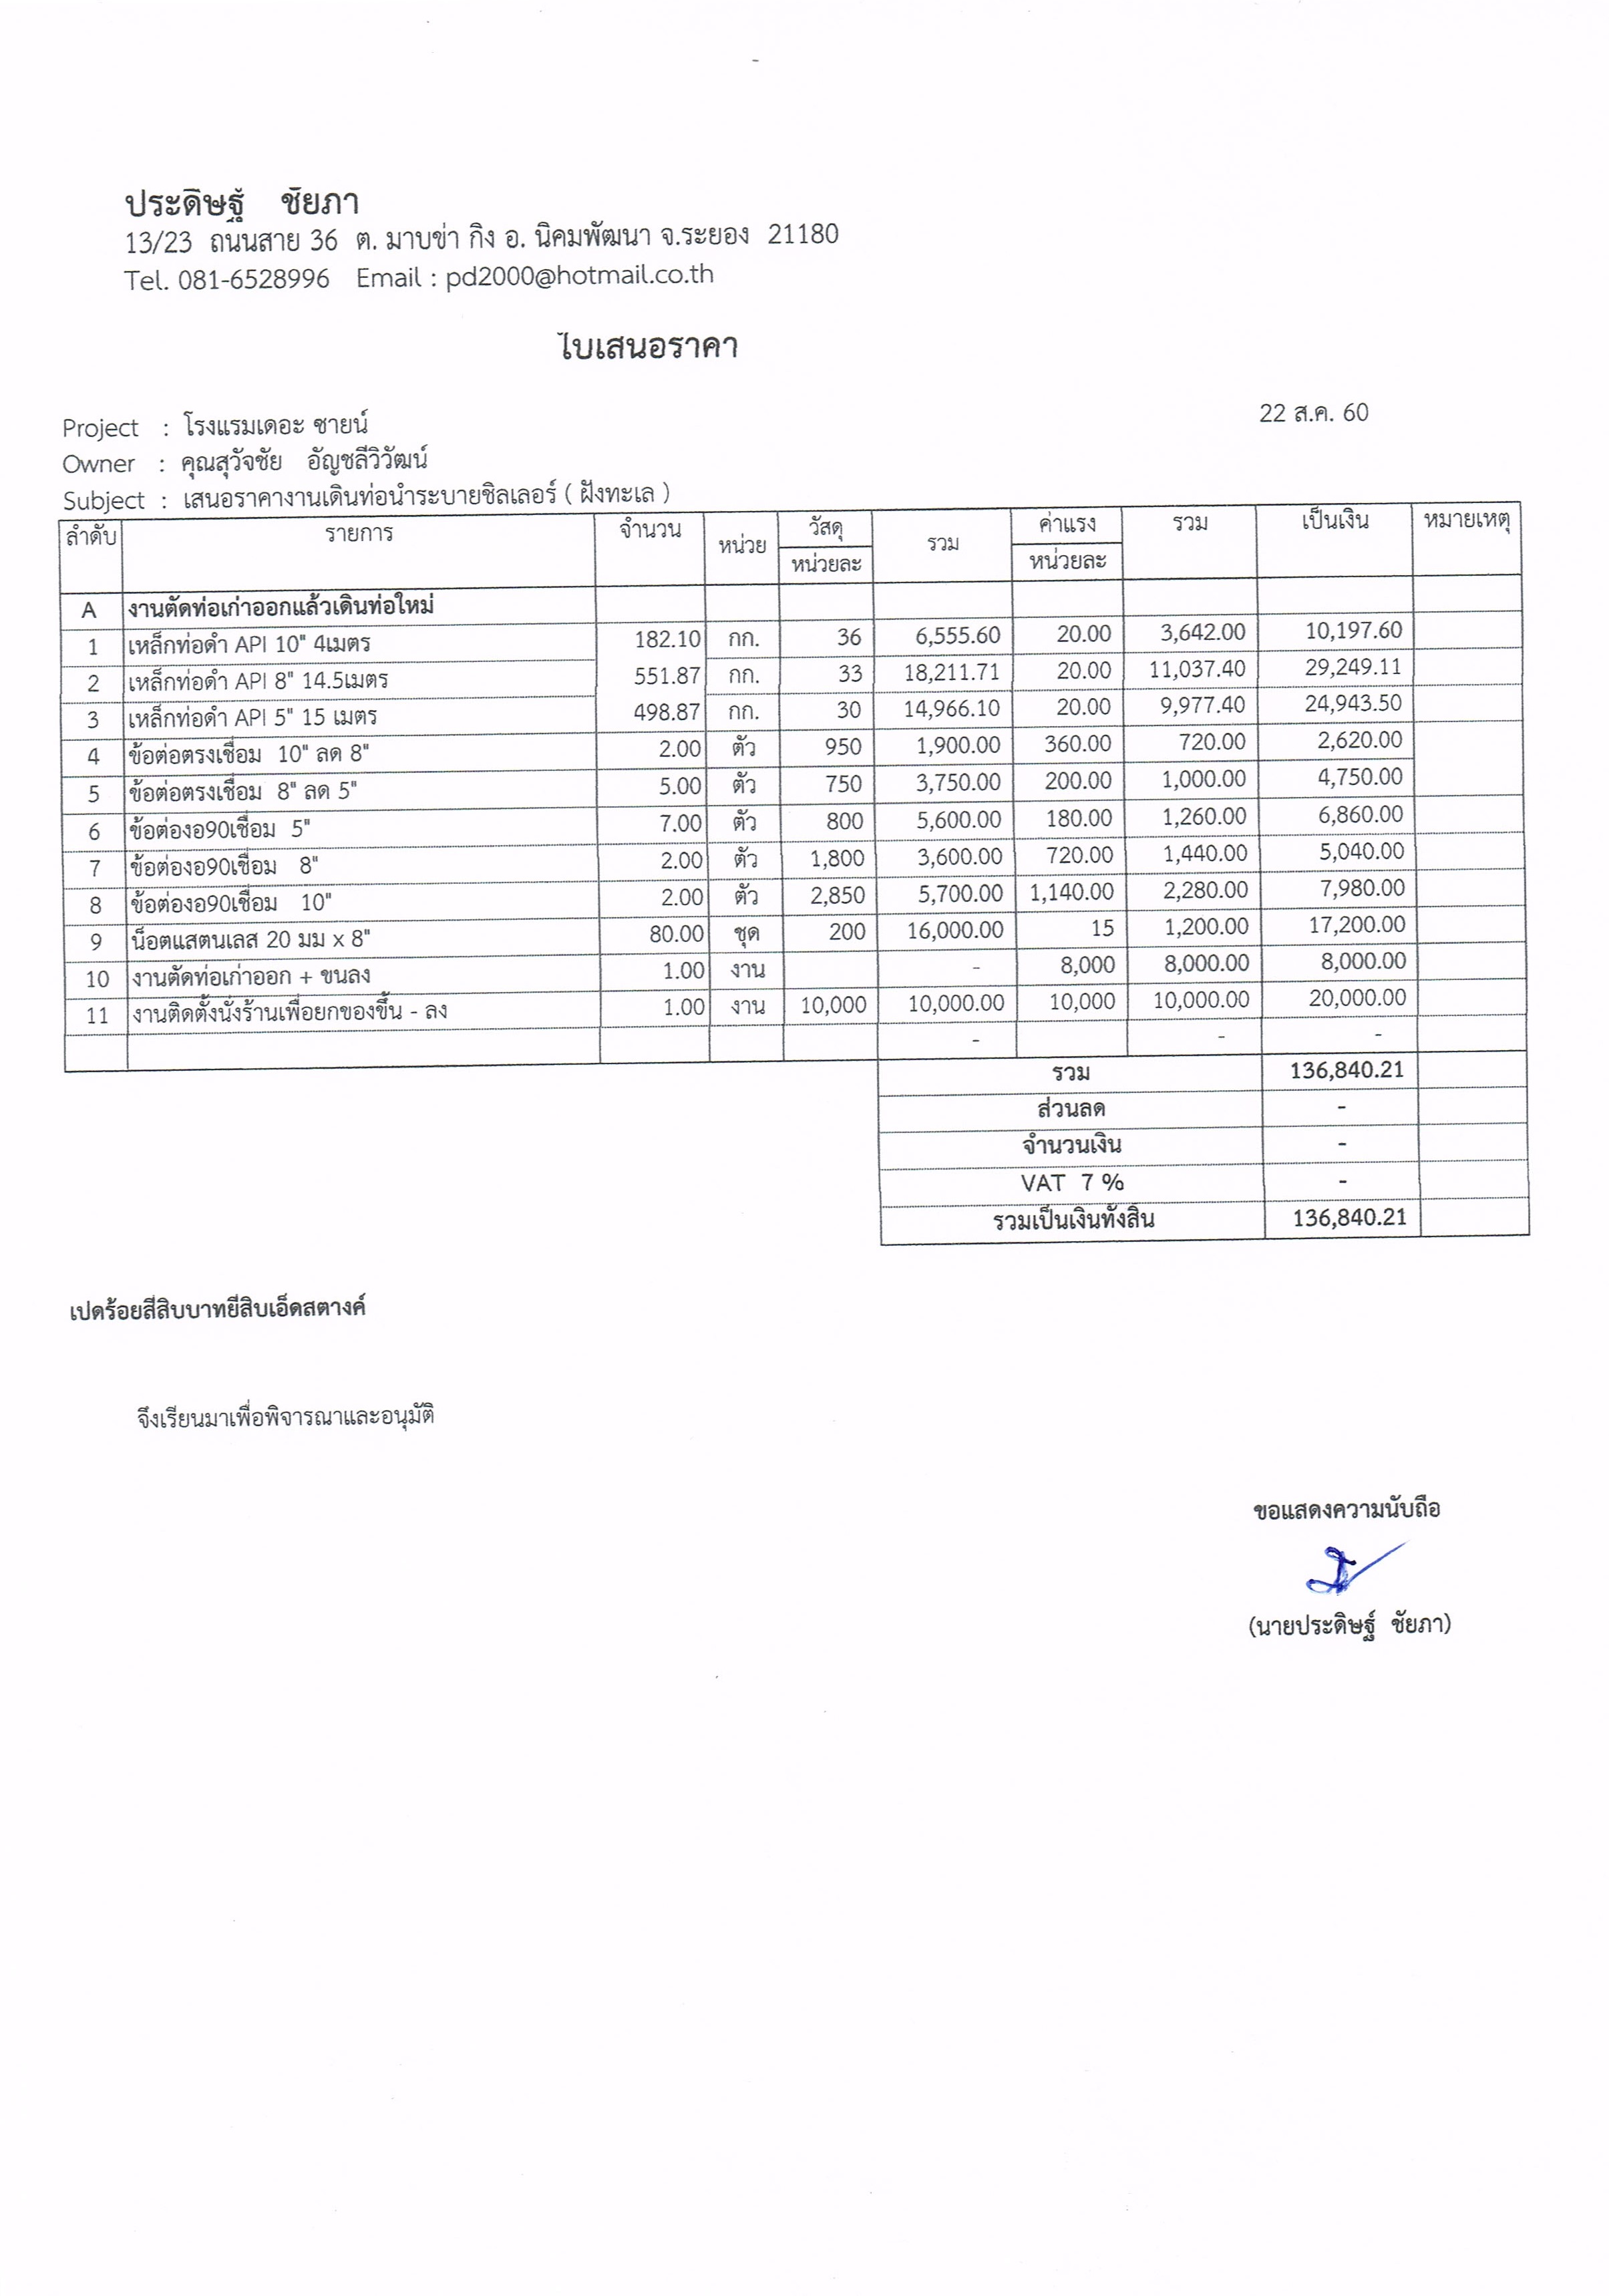 ประดิษฐ์ ชัยภา
13/23 ถนนสาย 36 ต. มาบข่า กิง อ. นิคมพัฒนา จ.ระยอง 21180
Tel. 081-6528996 Email : pd2000@hotmail.co.th
ใบเสนอราคา
22 ส.ค. 60
Project : โรงแรมเดอะ ซายน์
Owner : คุณสุวัจชัย อัญชลีวิวัฒน์
Subject : เสนอราคางานเดินท่อนำระบายชิลเลอร์ ( ฝังทะเล )
ลำดับ รายการ จำนวน หน่วย วัสดุ รวม ค่าแรง รวม เป็นเงิน หมายเหตุ
หน่วยละ หน่วยละ
A งานตัดท่อเก่าออกแล้วเดินท่อใหม่
1 เหล็กท่อดำ API 10" 4เมตร 182.10 กก. 36 6,555.60 20.00 3,642.00 10,197.60
2 เหล็กท่อดำ API 8" 14.5เมตร 551.87 กก. 33 18,211.71 20.00 11,037.40 29,249.11
3 เหล็กท่อดำ API 5" 15 เมตร 498.87 กก. 30 14,966.10 20.00 9,977.40 24,943.50
4 ข้อต่อตรงเชื่อม 10" ลด 8" 2.00 ตัว 950 1,900.00 360.00 720.00 2,620.00
5 ข้อต่อตรงเชื่อม 8" ลด 5" 5.00 ตัว 750 3,750.00 200.00 1,000.00 4,750.00
6 ข้อต่องอ90เชื่อม 5" 7.00 ตัว 800 5,600.00 180.00 1,260.00 6,860.00
7 ข้อต่องอ90เชื่อม 8" 2.00 ตัว 1,800 3,600.00 720.00 1,440.00 5,040.00
8 ข้อต่องอ90เชื่อม 10" 2.00 ตัว 2,850 5,700.00 1,140.00 2,280.00 7,980.00
9 น็อตแสตนเลส 20 มม x 8" 80.00 ชุด 200 16,000.00 15 1,200.00 17,200.00
10 งานตัดท่อเก่าออก + ขนลง 1.00 งาน - 8,000 8,000.00 8,000.00
11 งานติดตั้งนั่งร้านเพื่อยกของขึ้น - ลง 1.00 งาน 10,000 10,000.00 10,000 10,000.00 20,000.00
- - -
รวม 136,840.21
ส่วนลด -
จำนวนเงิน -
VAT 7 % -
รวมเป็นเงินทั้งสิน 136,840.21
เปดร้อยสีสิบบาทยีสิบเอ็ดสตางค์
จึงเรียนมาเพื่อพิจารณาและอนุมัติ
ขอแสดงความนับถือ
(นายประดิษฐ์ ชัยภา)